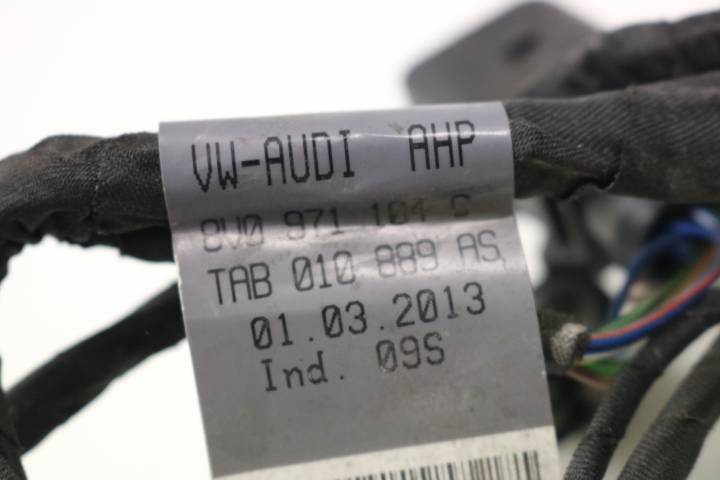 VW-AUDI AHP
8V0 971 104 C
TAB 010 889 AS
01.03.2013
Ind. 09S